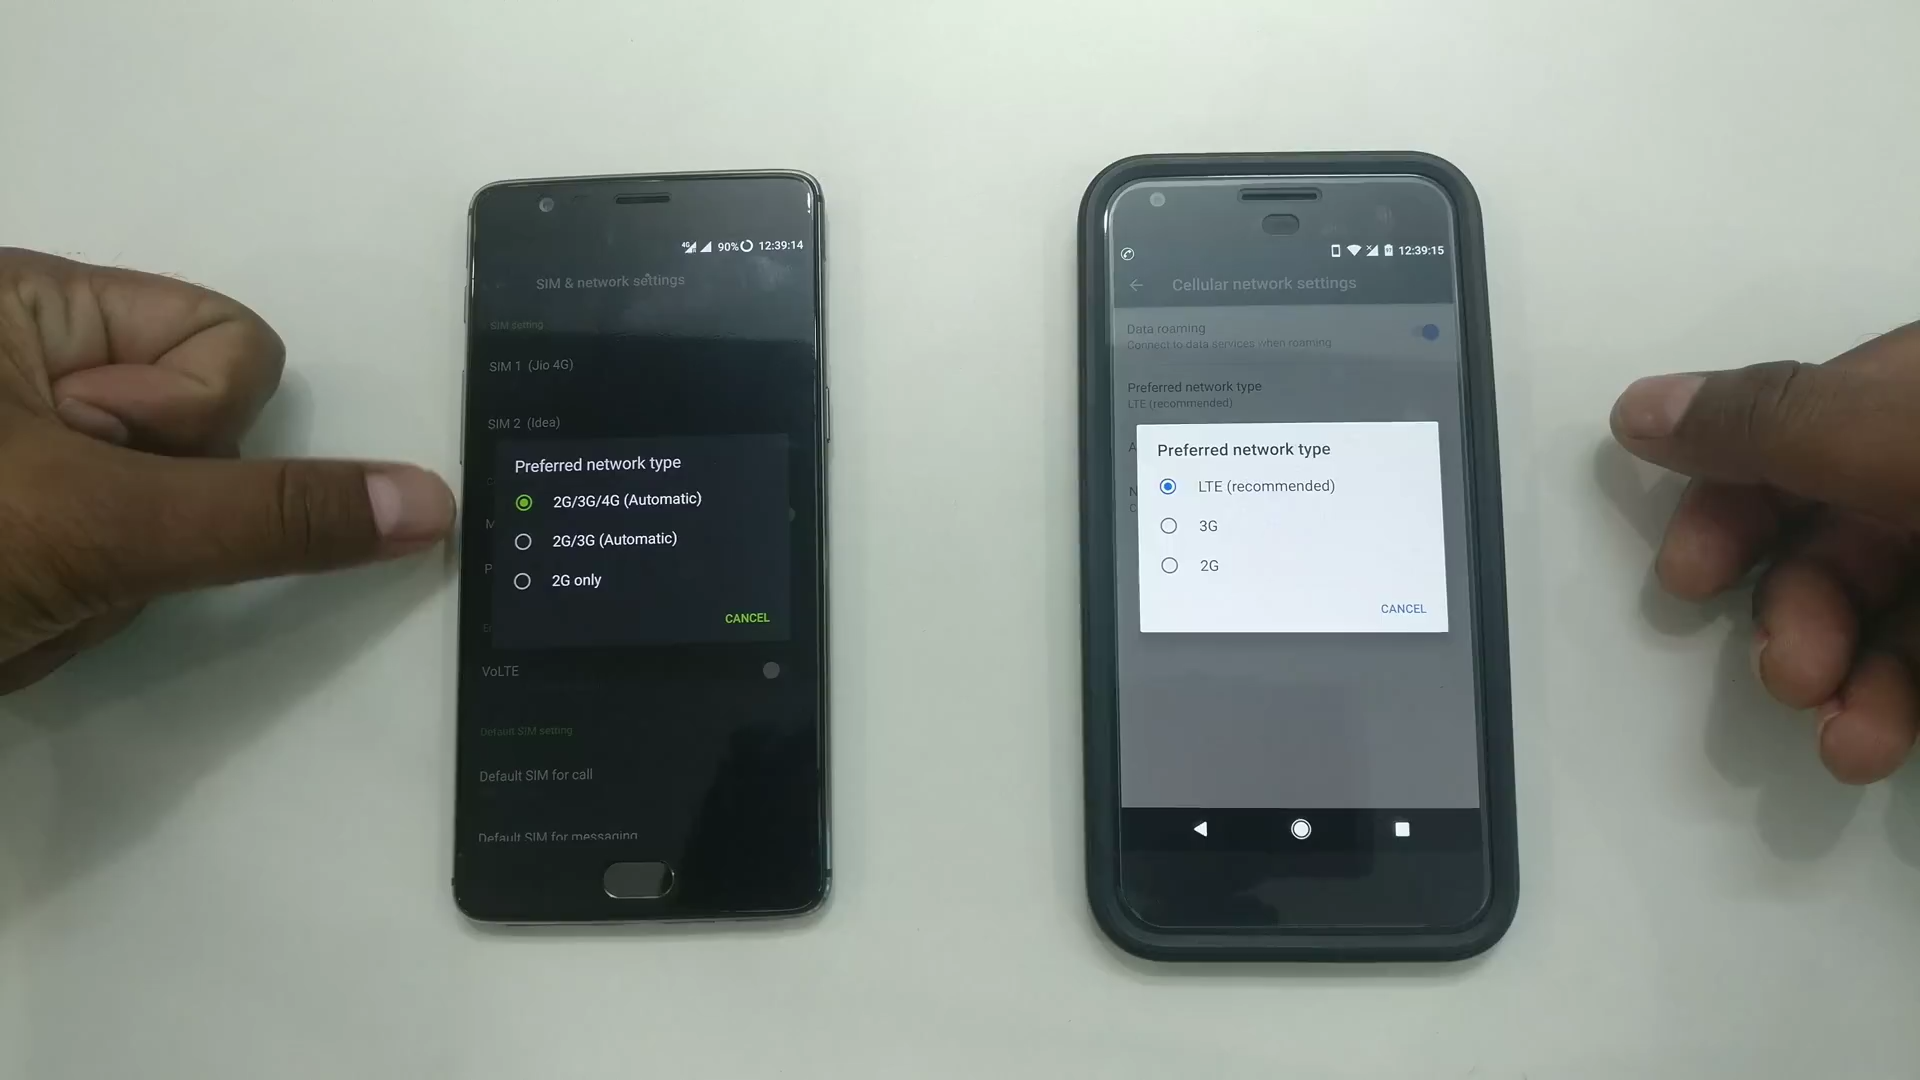 4G 90% 12:39:14
SIM & network settings
SIM setting
SIM 1 (Jio 4G)
SIM 2 (Idea)
Preferred network type
2G/3G/4G (Automatic)
M
2G/3G (Automatic)
P
2G only
CANCEL
VoLTE
Default SIM setting
Default SIM for call
Default SIM for messaging
12:39:15
Cellular network settings
Data roaming
Connect to data services when roaming
Preferred network type
LTE (recommended)
A
Preferred network type
LTE (recommended)
N
3G
2G
CANCEL